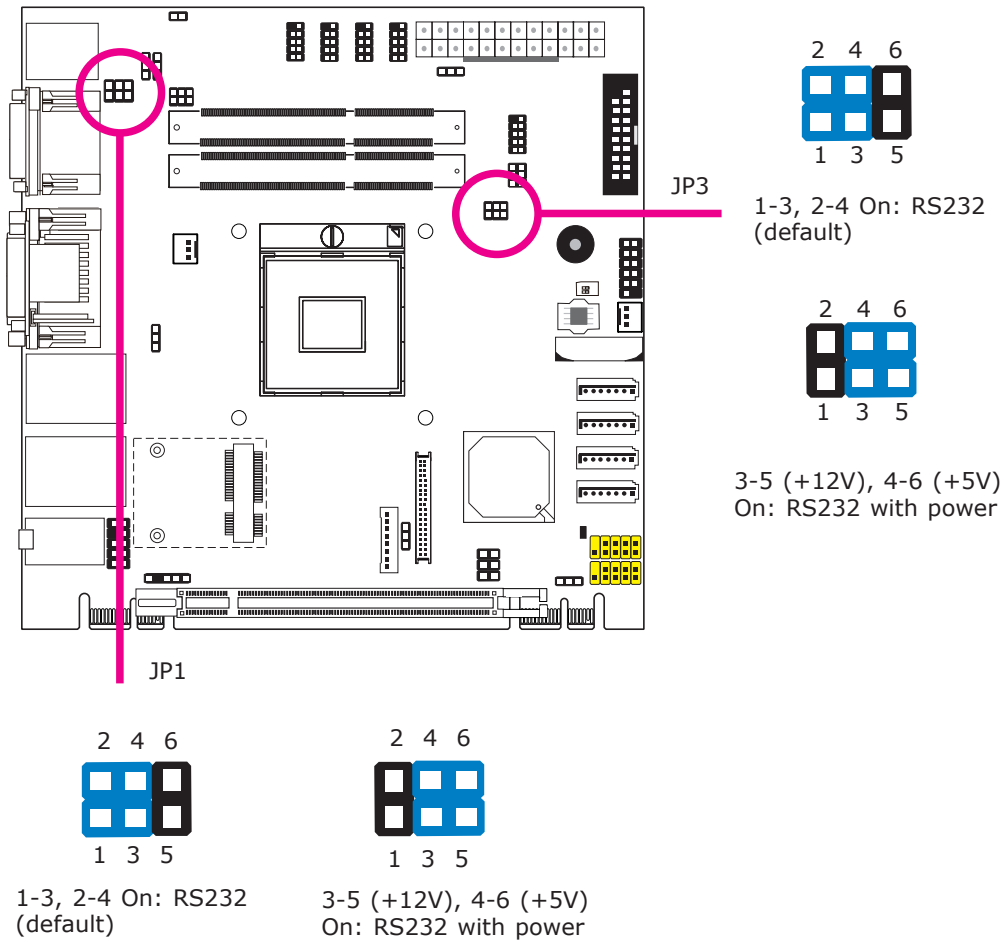 2 4 6
1 3 5
JP3
1-3, 2-4 On: RS232
(default)
2 4 6
1 3 5
3-5 (+12V), 4-6 (+5V)
On: RS232 with power
JP1
2 4 6
1 3 5
1-3, 2-4 On: RS232
(default)
2 4 6
1 3 5
3-5 (+12V), 4-6 (+5V)
On: RS232 with power